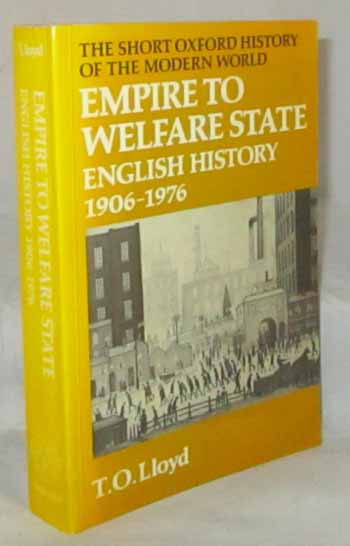 THE SHORT OXFORD HISTORY
OF THE MODERN WORLD
EMPIRE TO
WELFARE STATE
ENGLISH HISTORY
1906-1976
T.O. Lloyd
T.O. Lloyd
EMPIRE TO WELFARE STATE
ENGLISH HISTORY 1906-1976